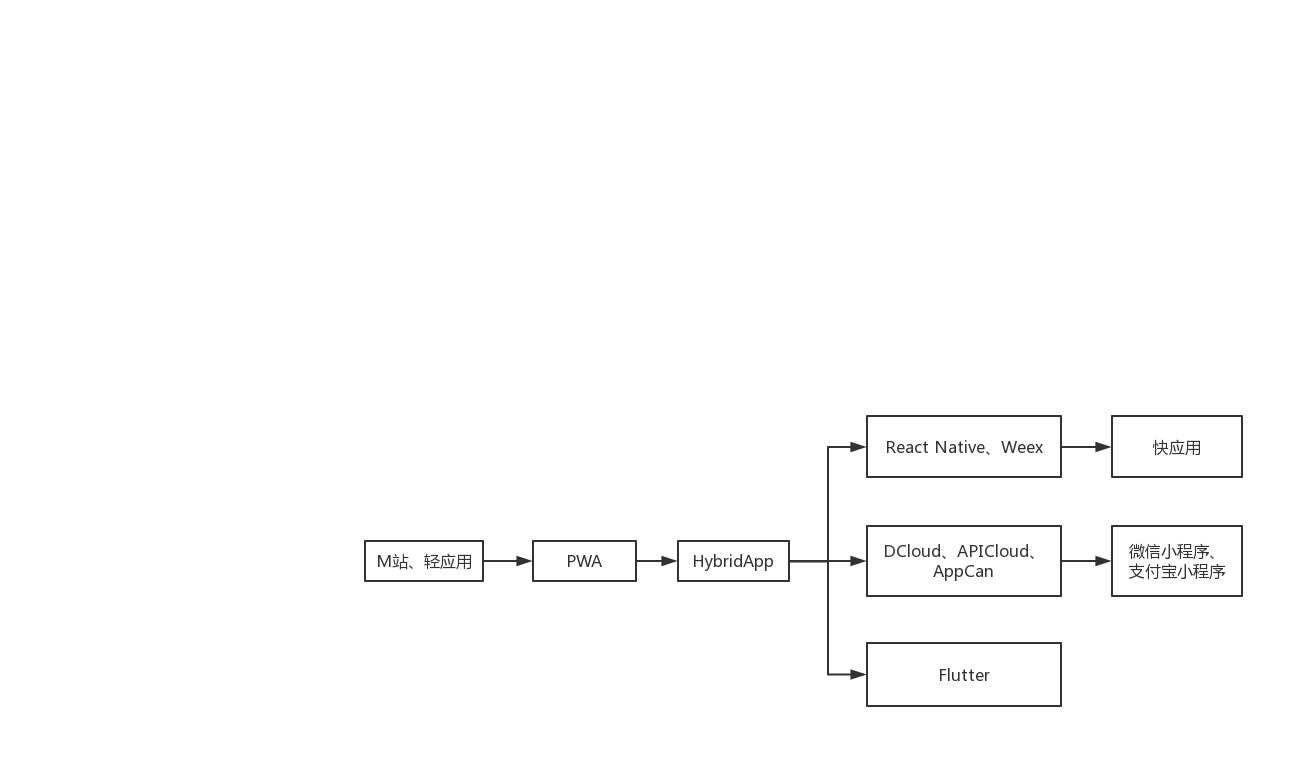 M站、轻应用
PWA
HybridApp
React Native、Weex
快应用
DCloud、APICloud、
AppCan
微信小程序、
支付宝小程序
Flutter